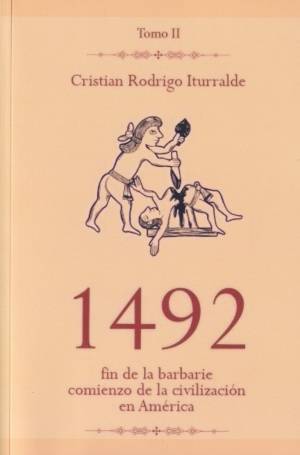 Tomo II
Cristian Rodrigo Iturralde
1492
fin de la barbarie
comienzo de la civilización
en América